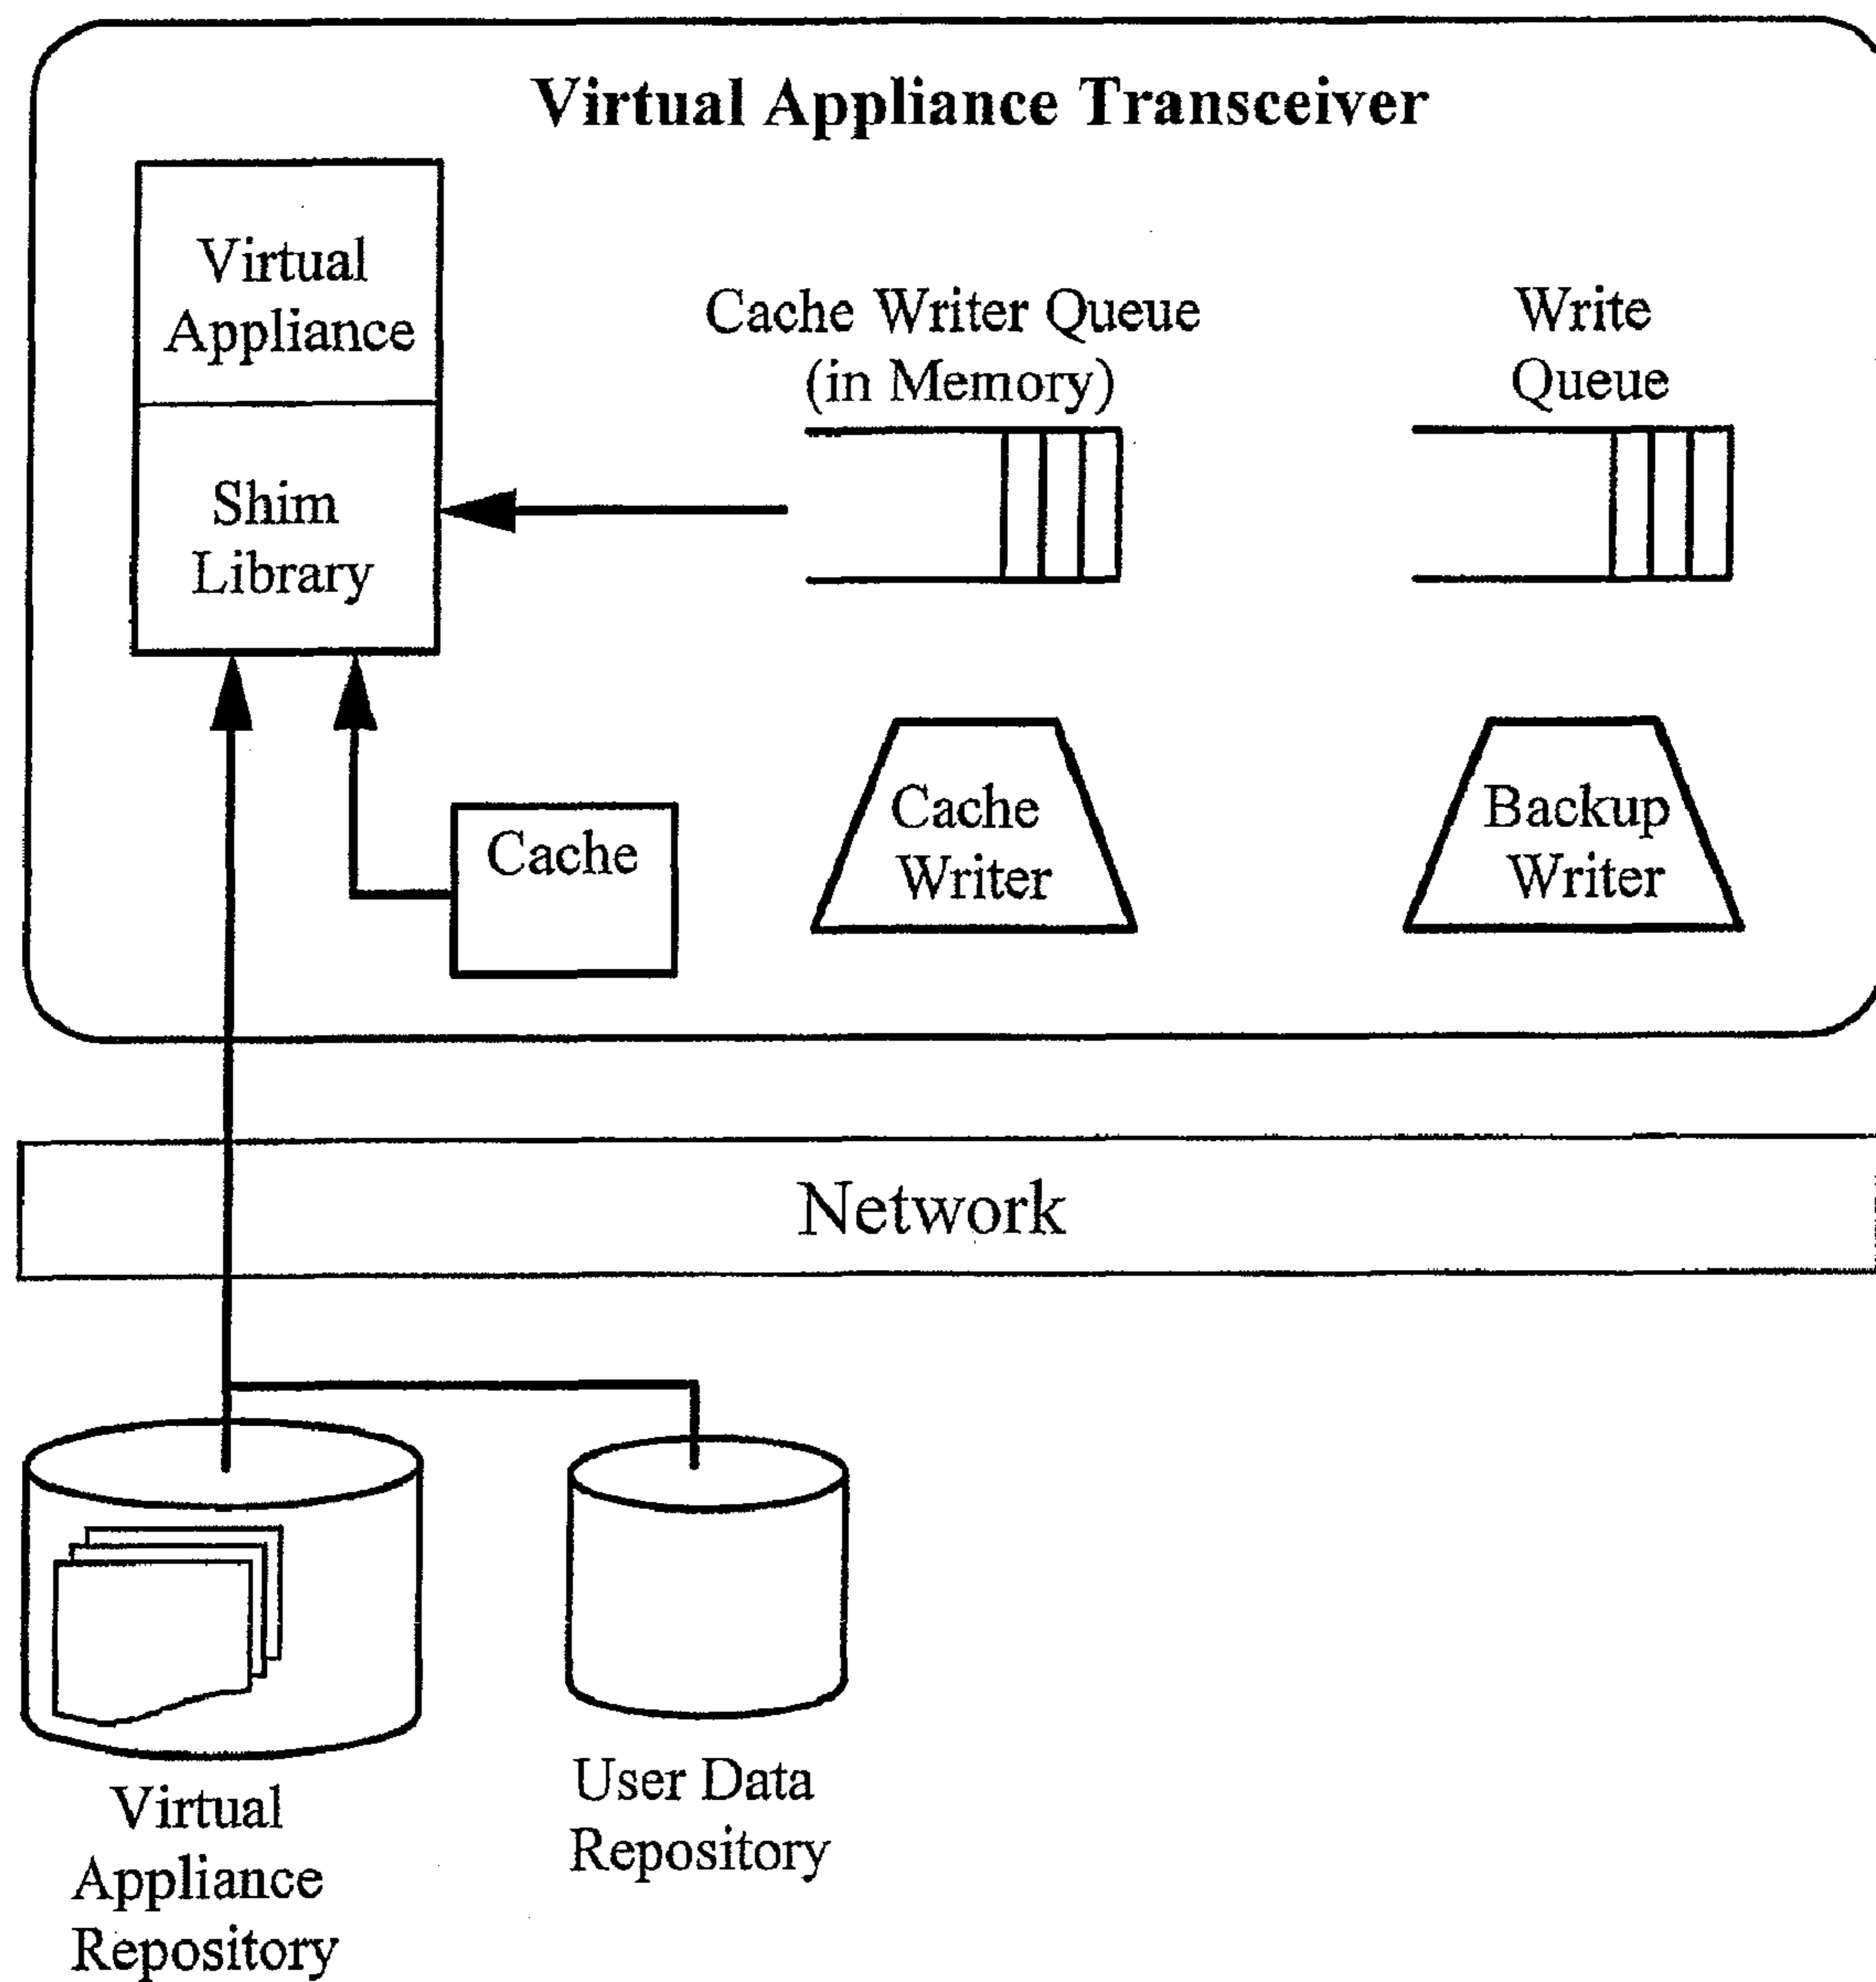 Virtual Appliance Transceiver
Virtual
Appliance
Shim
Library
Cache Writer Queue
(in Memory)
Write
Queue
Cache
Cache
Writer
Backup
Writer
Network
Virtual
Appliance
Repository
User Data
Repository